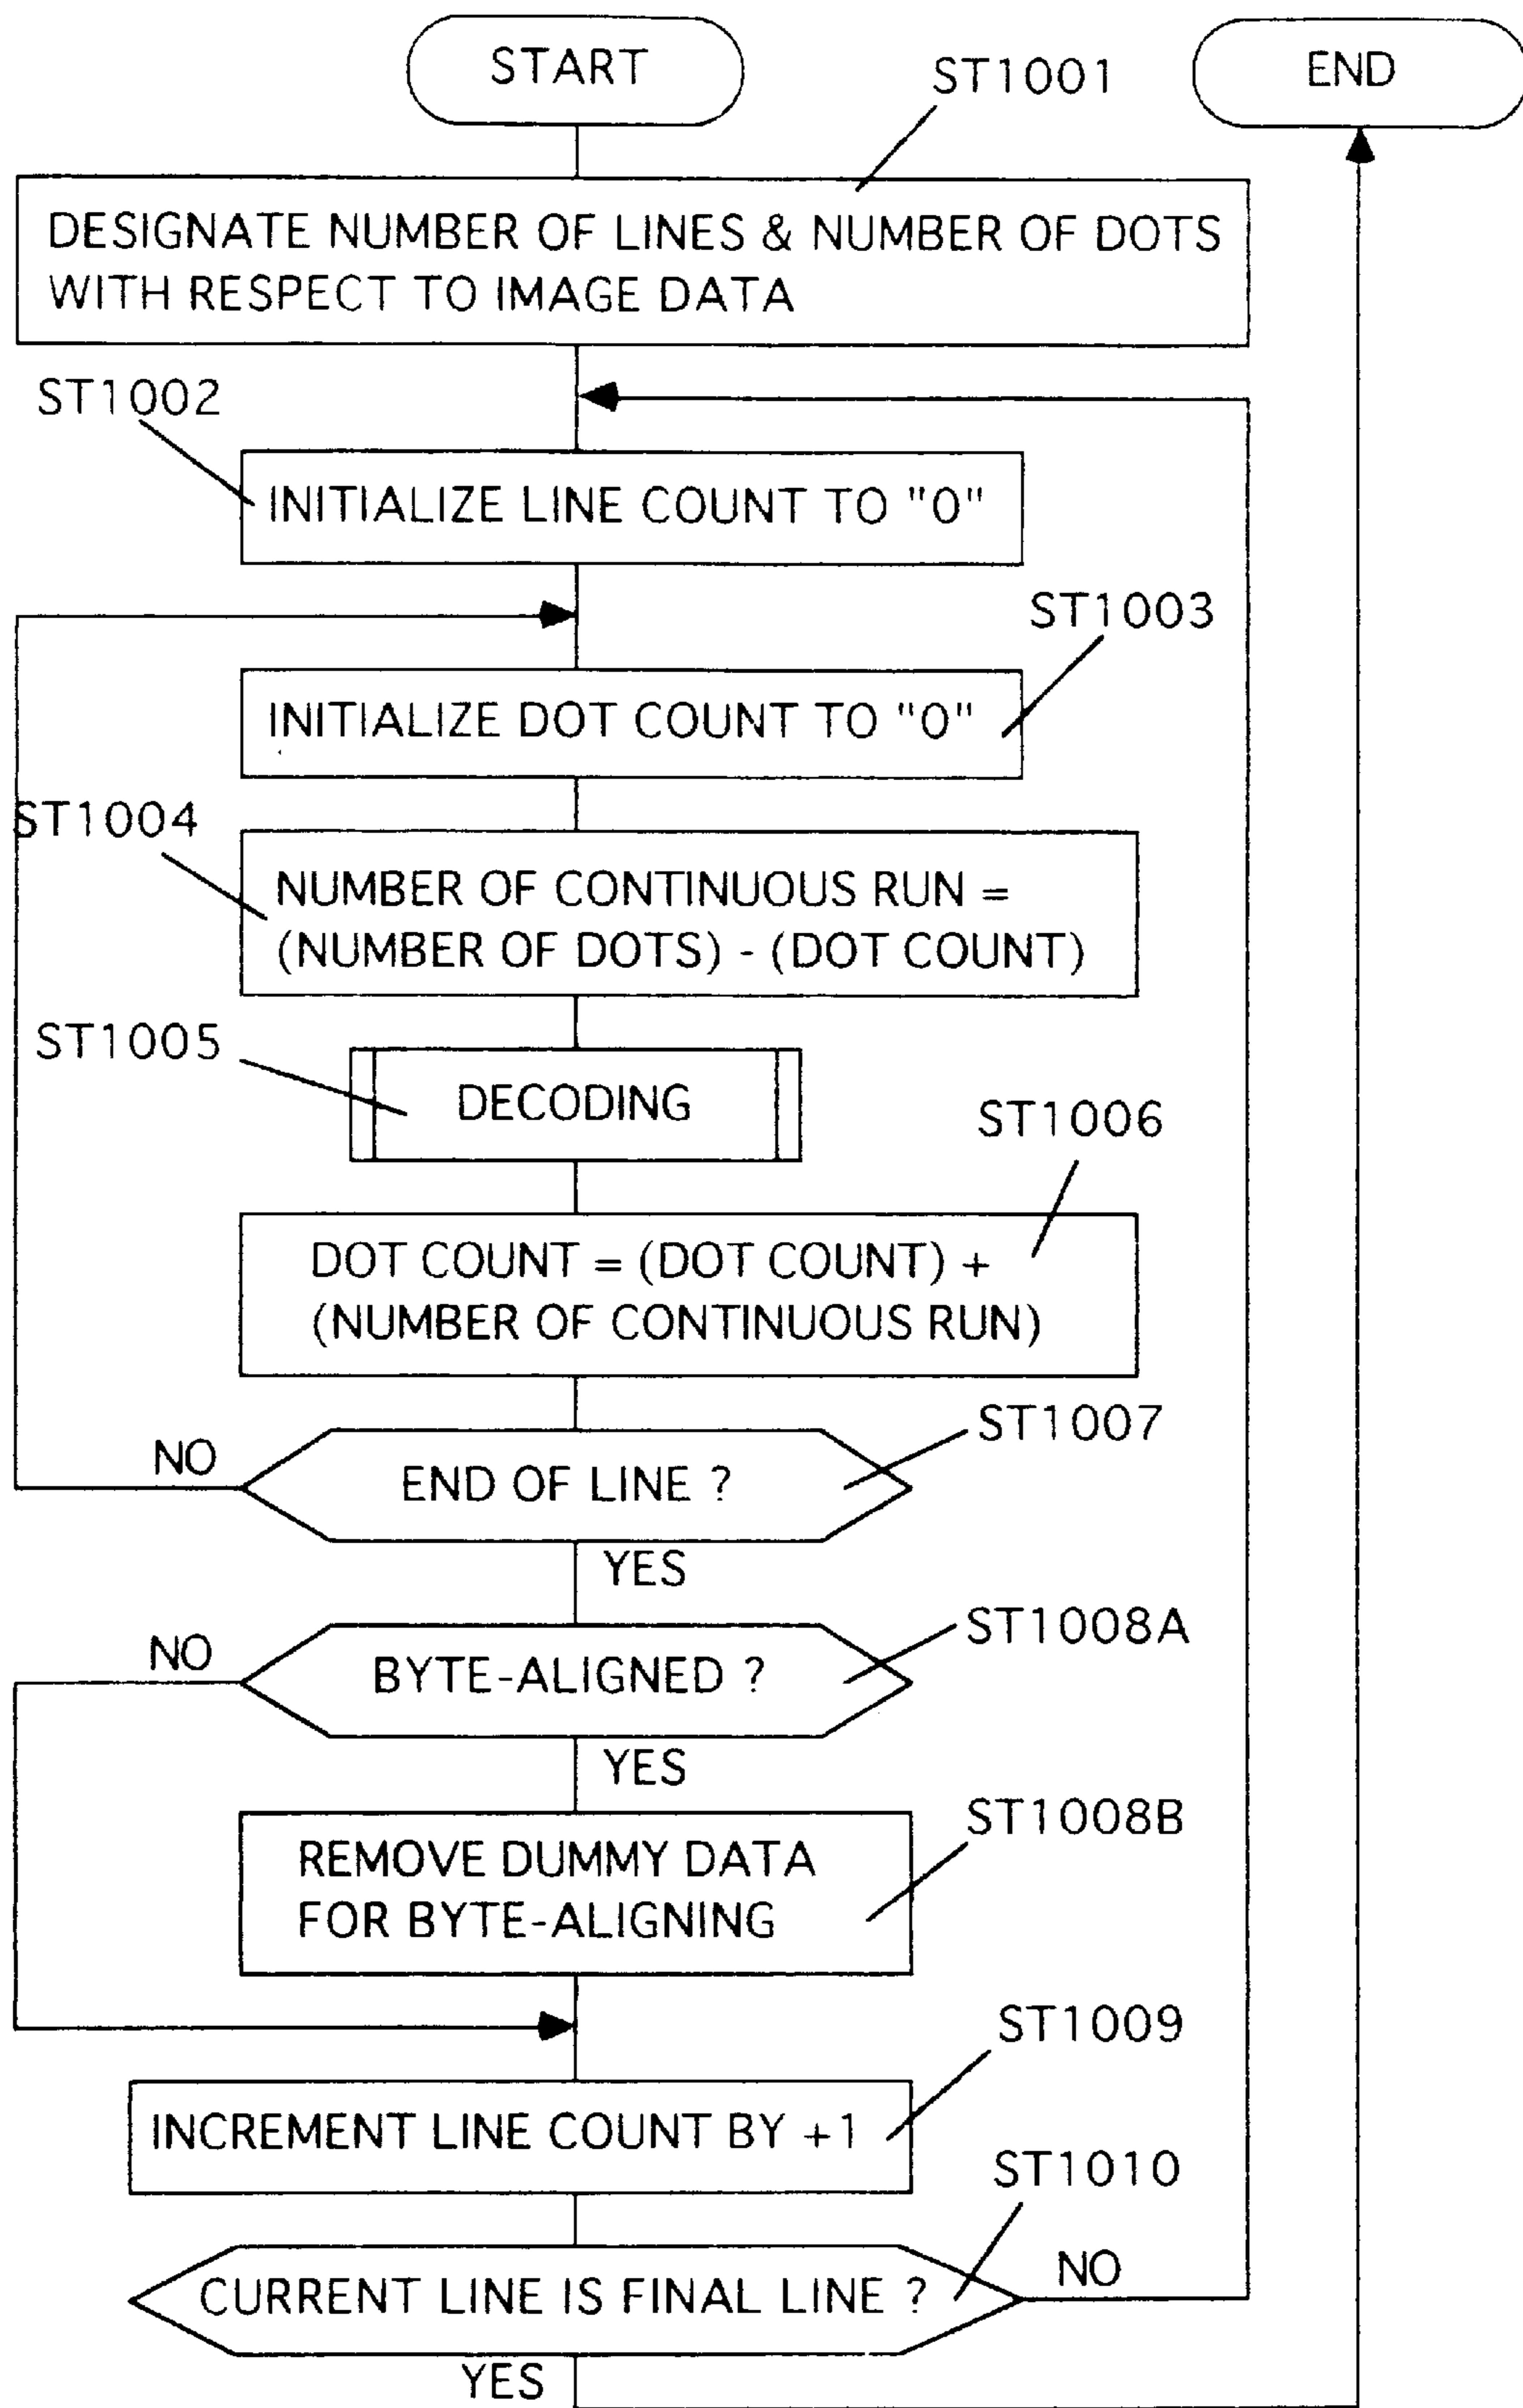 START
ST1001
END
DESIGNATE NUMBER OF LINES & NUMBER OF DOTS
WITH RESPECT TO IMAGE DATA
ST1002
INITIALIZE LINE COUNT TO "0"
ST1003
INITIALIZE DOT COUNT TO "0"
ST1004
NUMBER OF CONTINUOUS RUN =
(NUMBER OF DOTS) - (DOT COUNT)
ST1005
DECODING
ST1006
DOT COUNT = (DOT COUNT) +
(NUMBER OF CONTINUOUS RUN)
ST1007
NO
END OF LINE ?
YES
ST1008A
NO
BYTE-ALIGNED ?
YES
ST1008B
REMOVE DUMMY DATA
FOR BYTE-ALIGNING
ST1009
INCREMENT LINE COUNT BY +1
ST1010
CURRENT LINE IS FINAL LINE ?
NO
YES